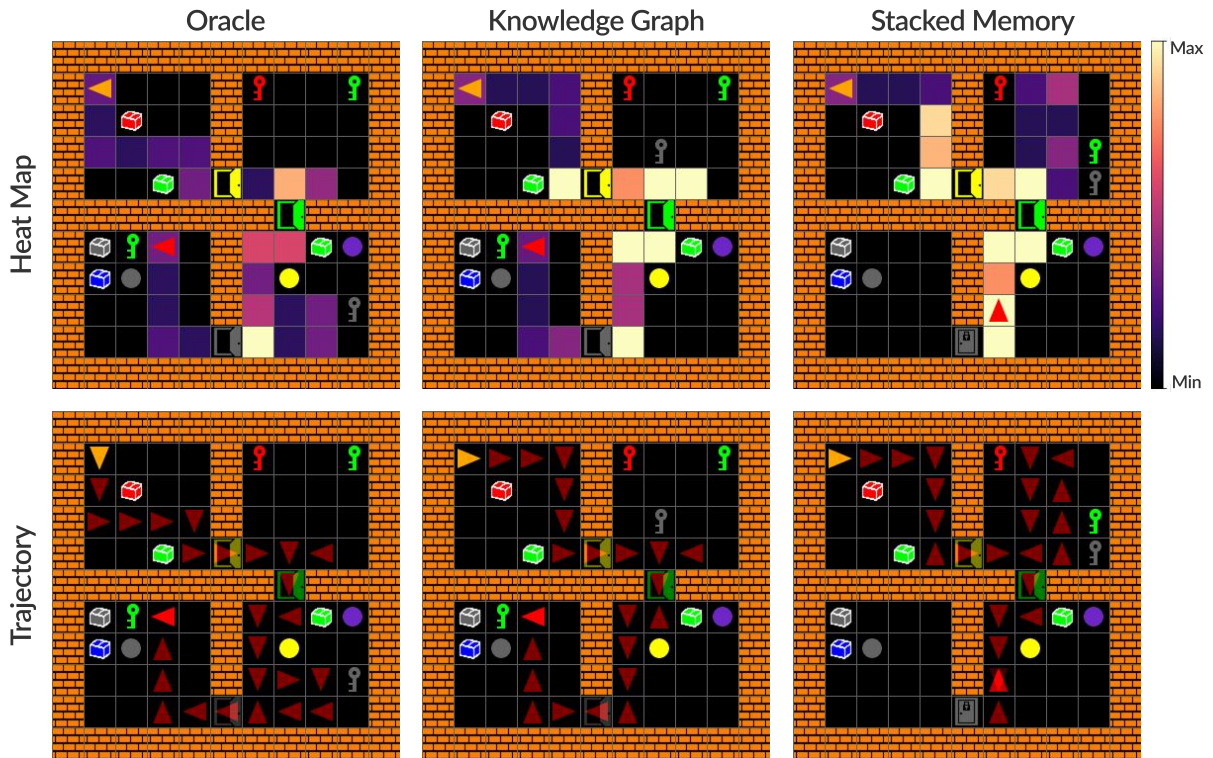 Oracle
Knowledge Graph
Stacked Memory
Heat Map
Max
Min
Trajectory